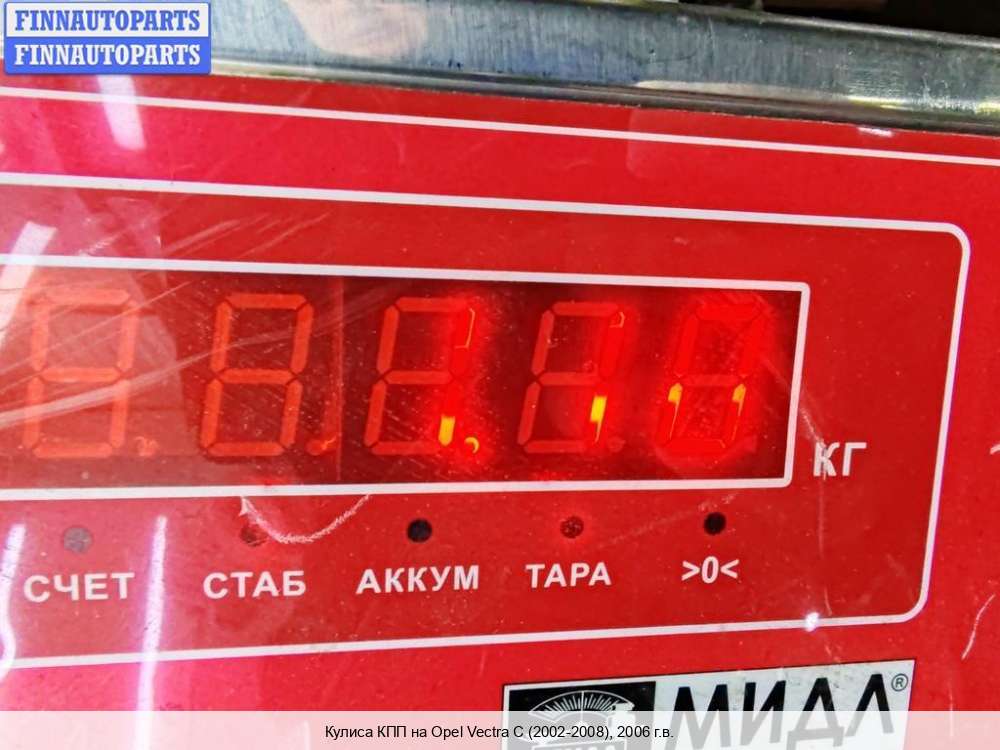 FINNAUTOPARTS
FINNAUTOPARTS
КГ
СЧЕТ СТАБ АККУМ ТАРА >0<
МИДЛ®
Кулиса КПП на Opel Vectra C (2002-2008), 2006 г.в.